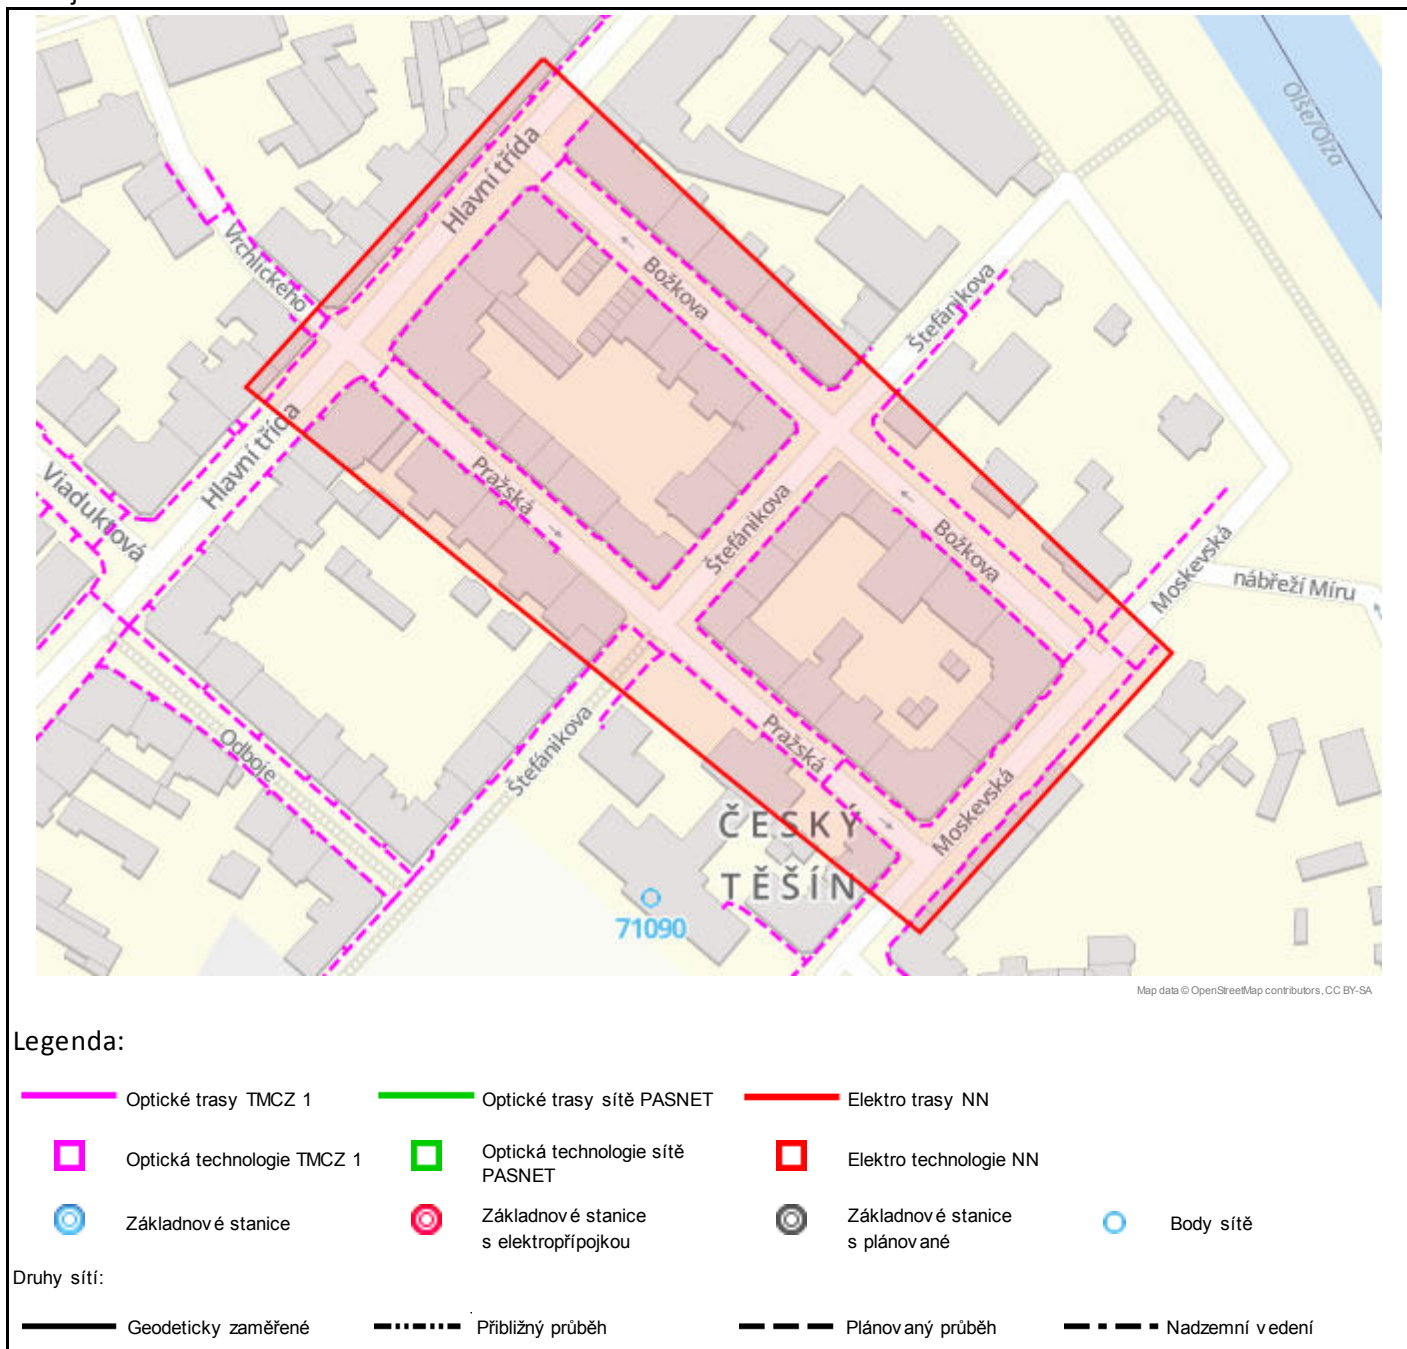 Olše/Olza
Hlavní třída
Vrchlického
Božkova
Štefánikova
Hlavní třída
Viaduktová
Pražská
Štefánikova
Božkova
Moskevská
nábřeží Míru
Odboje
Štefánikova
Pražská
Moskevská
ČESKÝ
TĚŠÍN
71090
Map data © OpenStreetMap contributors, CC BY-SA
Legenda:
Optické trasy TMCZ 1
Optické trasy sítě PASNET
Elektro trasy NN
Optická technologie TMCZ 1
Optická technologie sítě
PASNET
Elektro technologie NN
Základnové stanice
Základnové stanice
s elektropřípojkou
Základnové stanice
s plánované
Body sítě
Druhy sítí:
Geodeticky zaměřené
Přibližný průběh
Plánovaný průběh
Nadzemní vedení